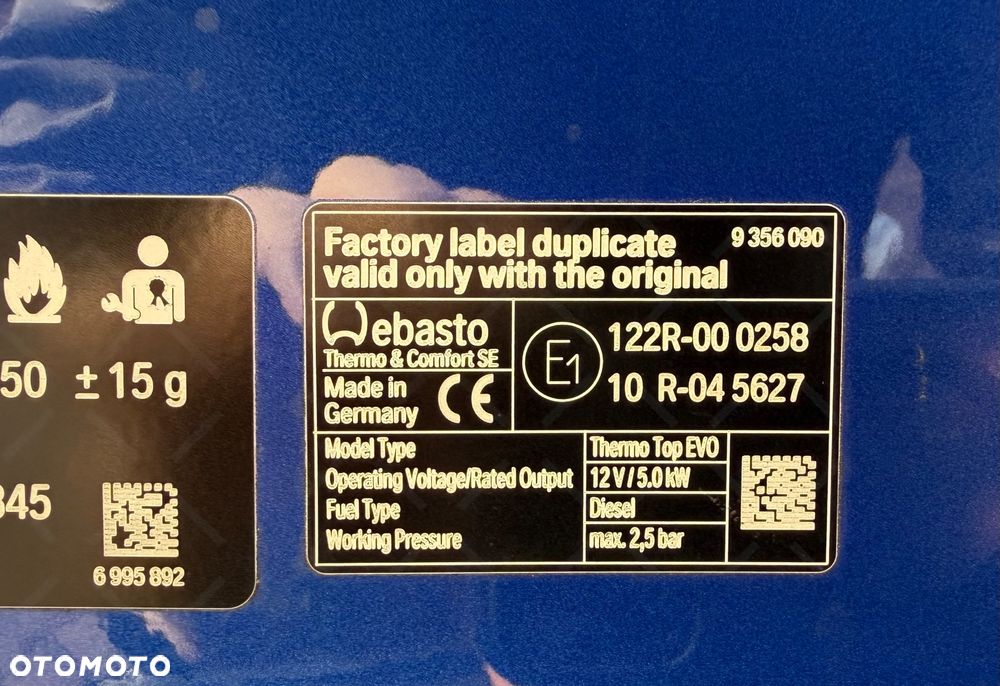 50 ± 15 g
345
6 995 892
Factory label duplicate
valid only with the original
9 356 090
Webasto
Thermo & Comfort SE
Made in
Germany
CE
E1
122R-00 0258
10 R-04 5627
Model Type Thermo Top EVO
Operating Voltage/Rated Output 12 V / 5.0 kW
Fuel Type Diesel
Working Pressure max. 2,5 bar
OTOMOTO